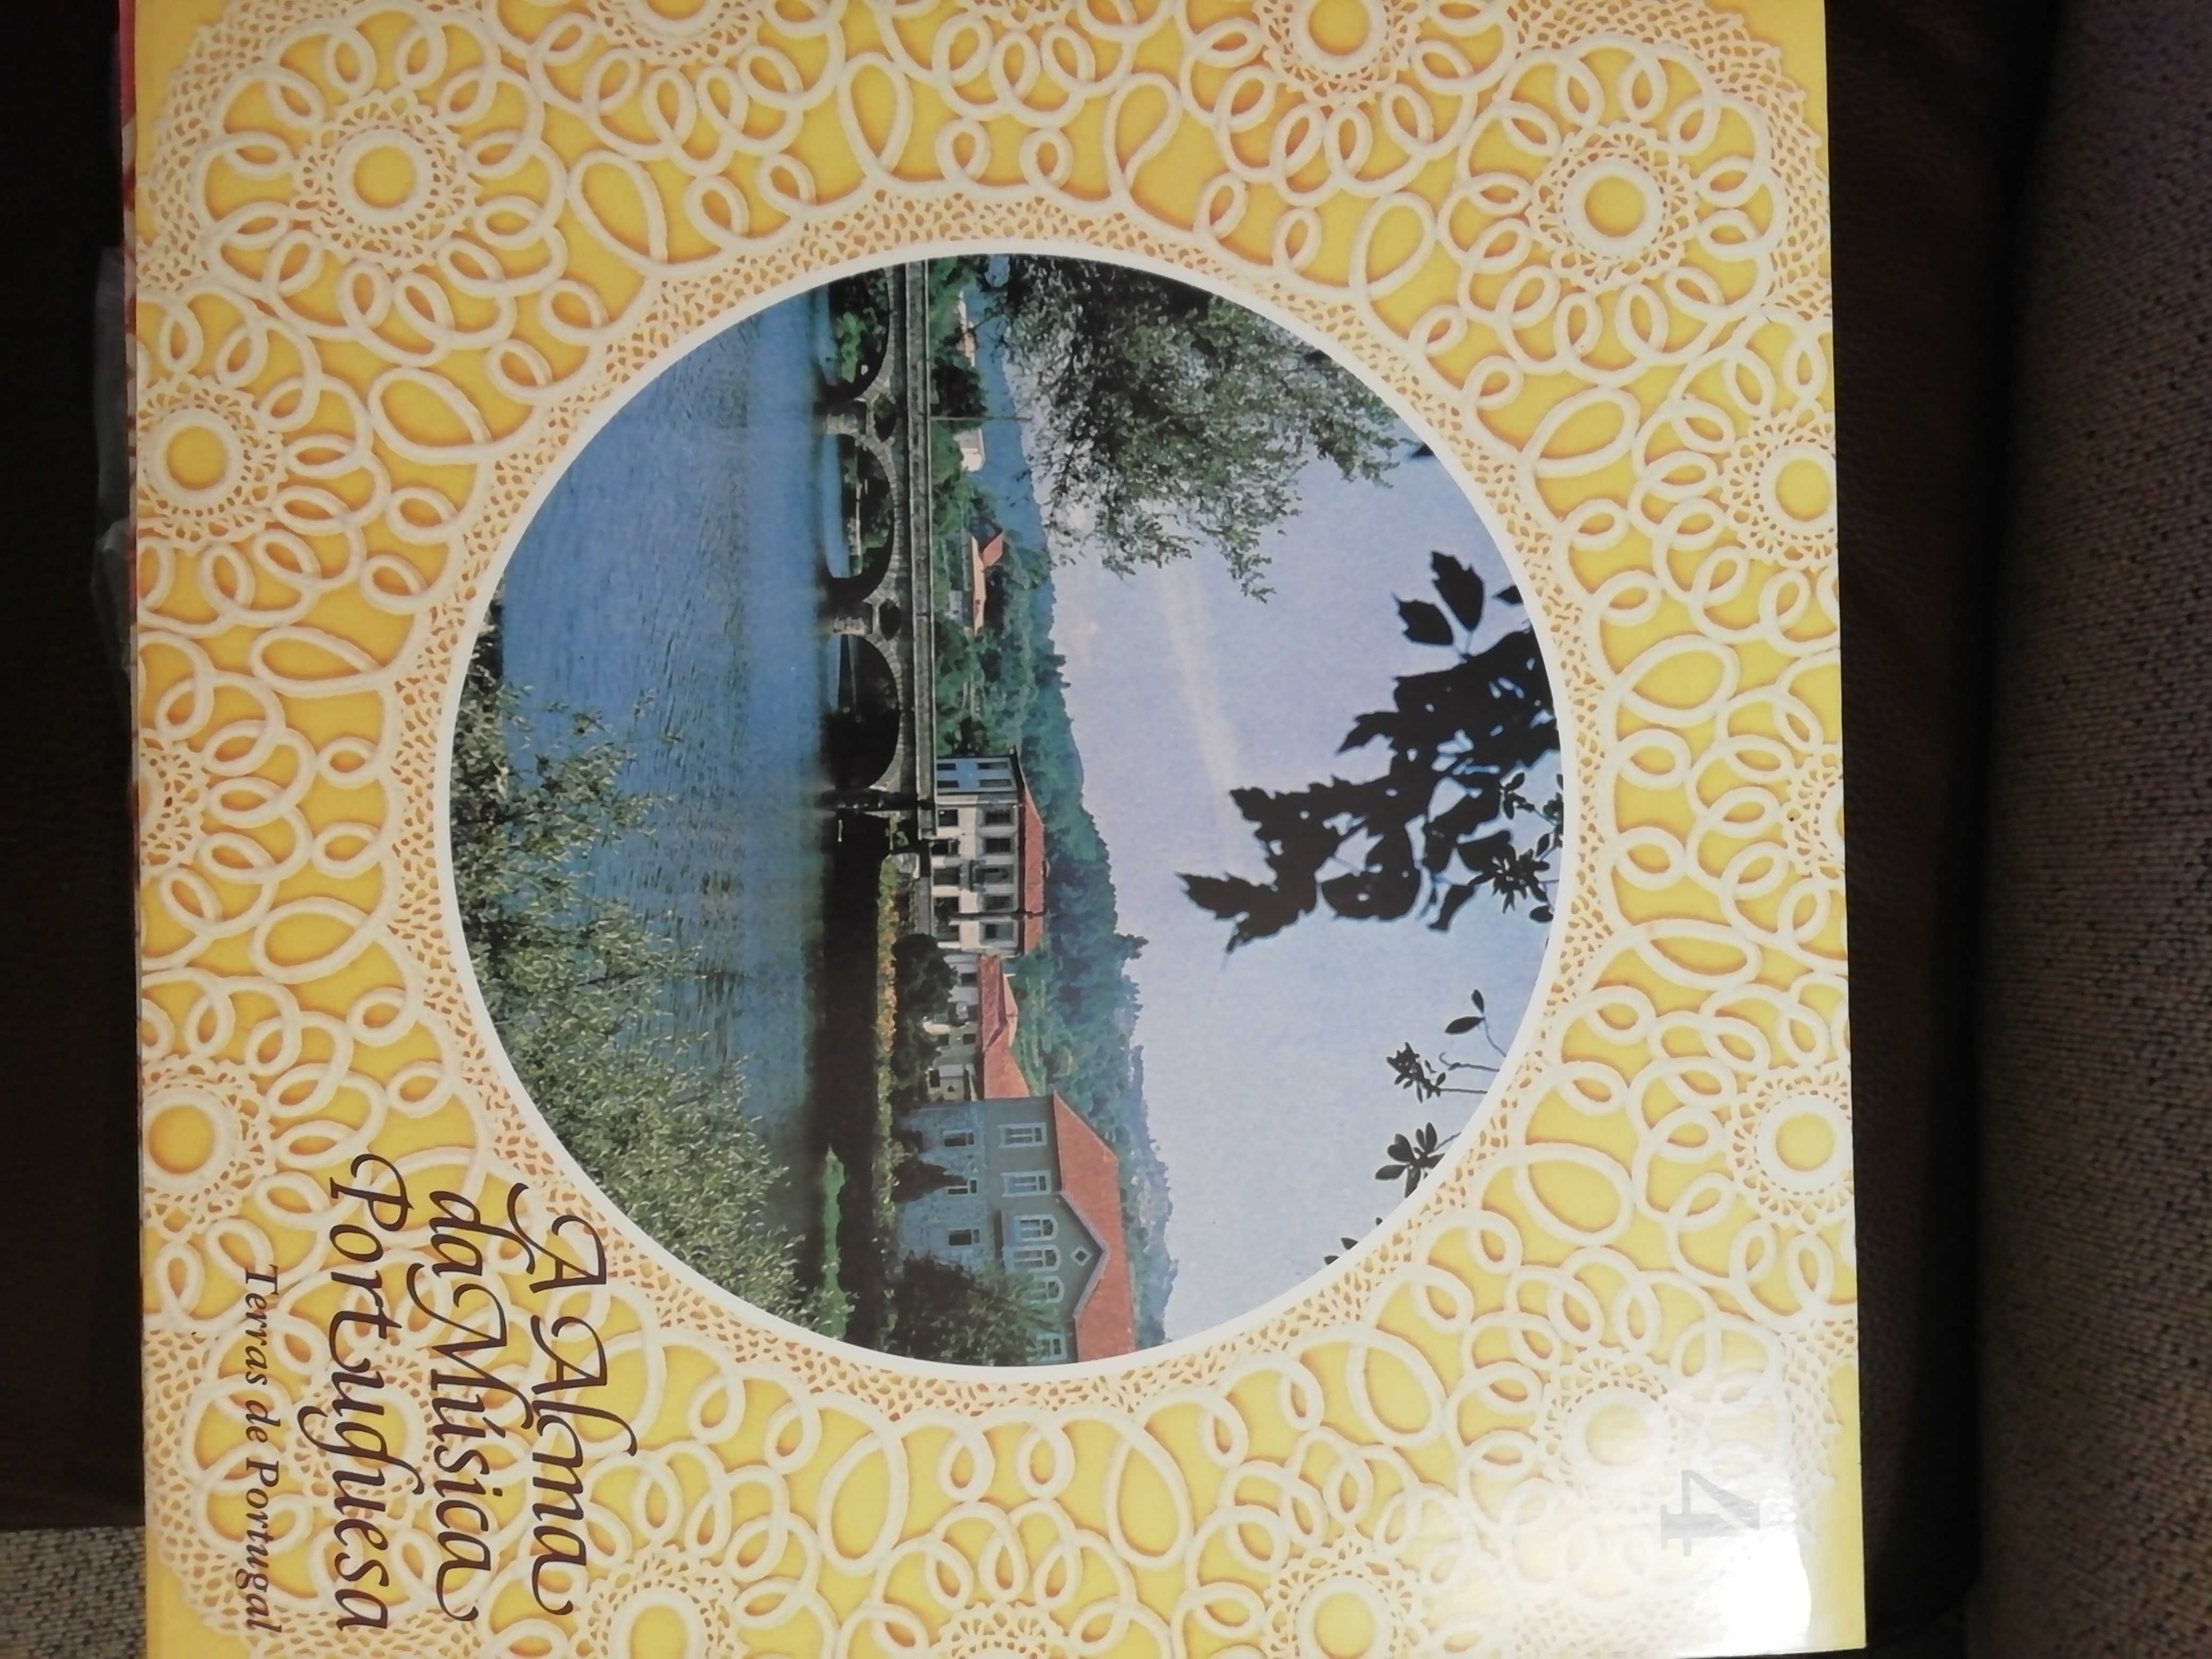 4
A Alma
da Música
Portuguesa
Terras de Portugal